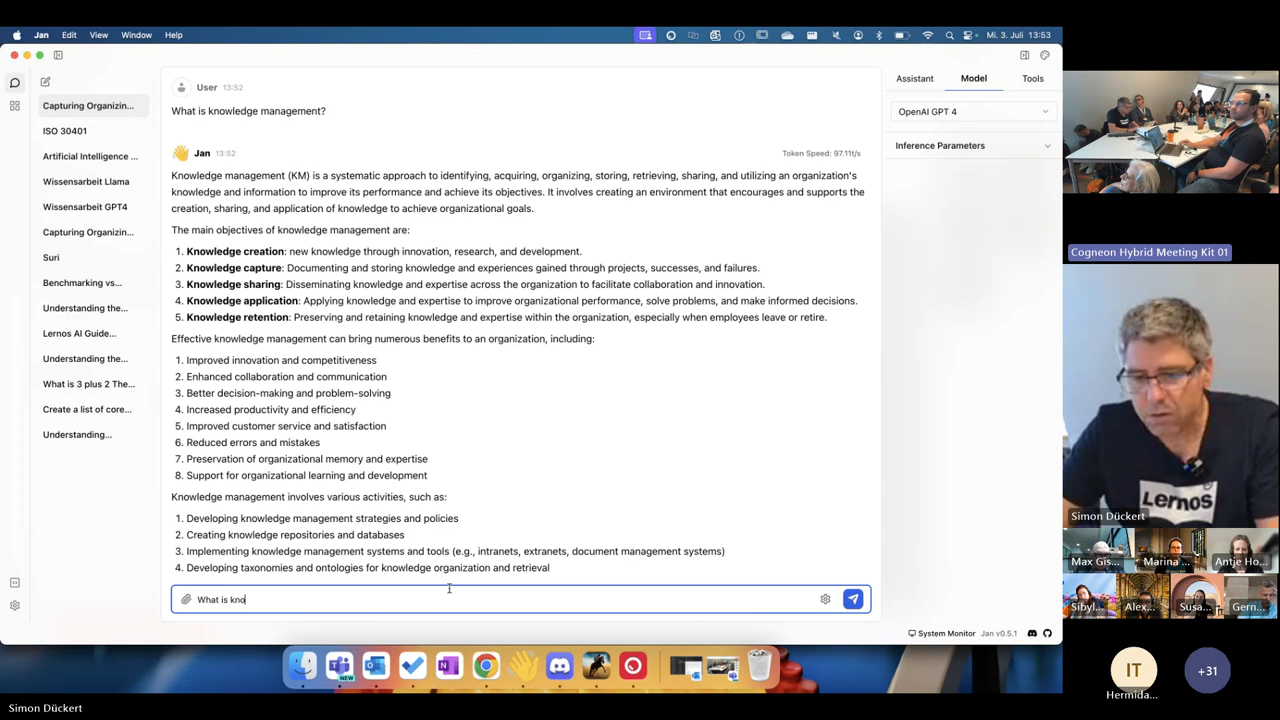 Jan Edit View Window Help
Mi. 3. Juli 13:53
Capturing Organizin...
ISO 30401
Artificial Intelligence ...
Wissensarbeit Llama
Wissensarbeit GPT4
Capturing Organizin...
Suri
Benchmarking vs...
Understanding the...
Lernos AI Guide...
Understanding the...
What is 3 plus 2 The...
Create a list of core...
Understanding...
User 13:52
What is knowledge management?
Jan 13:52
Token Speed: 97.11t/s
Knowledge management (KM) is a systematic approach to identifying, acquiring, organizing, storing, retrieving, sharing, and utilizing an organization's
knowledge and information to improve its performance and achieve its objectives. It involves creating an environment that encourages and supports the
creation, sharing, and application of knowledge to achieve organizational goals.
The main objectives of knowledge management are:
1. Knowledge creation: new knowledge through innovation, research, and development.
2. Knowledge capture: Documenting and storing knowledge and experiences gained through projects, successes, and failures.
3. Knowledge sharing: Disseminating knowledge and expertise across the organization to facilitate collaboration and innovation.
4. Knowledge application: Applying knowledge and expertise to improve organizational performance, solve problems, and make informed decisions.
5. Knowledge retention: Preserving and retaining knowledge and expertise within the organization, especially when employees leave or retire.
Effective knowledge management can bring numerous benefits to an organization, including:
1. Improved innovation and competitiveness
2. Enhanced collaboration and communication
3. Better decision-making and problem-solving
4. Increased productivity and efficiency
5. Improved customer service and satisfaction
6. Reduced errors and mistakes
7. Preservation of organizational memory and expertise
8. Support for organizational learning and development
Knowledge management involves various activities, such as:
1. Developing knowledge management strategies and policies
2. Creating knowledge repositories and databases
3. Implementing knowledge management systems and tools (e.g., intranets, extranets, document management systems)
4. Developing taxonomies and ontologies for knowledge organization and retrieval
What is kno
Assistant Model Tools
OpenAI GPT 4
Inference Parameters
System Monitor Jan v0.5.1
NEW
Cogneon Hybrid Meeting Kit 01
Lernos
Simon Dückert
Max Gis...
Marina ...
Antje Ho...
Sibyl...
Alex...
Susa...
Gern...
IT
Hermida...
+31
Simon Dückert